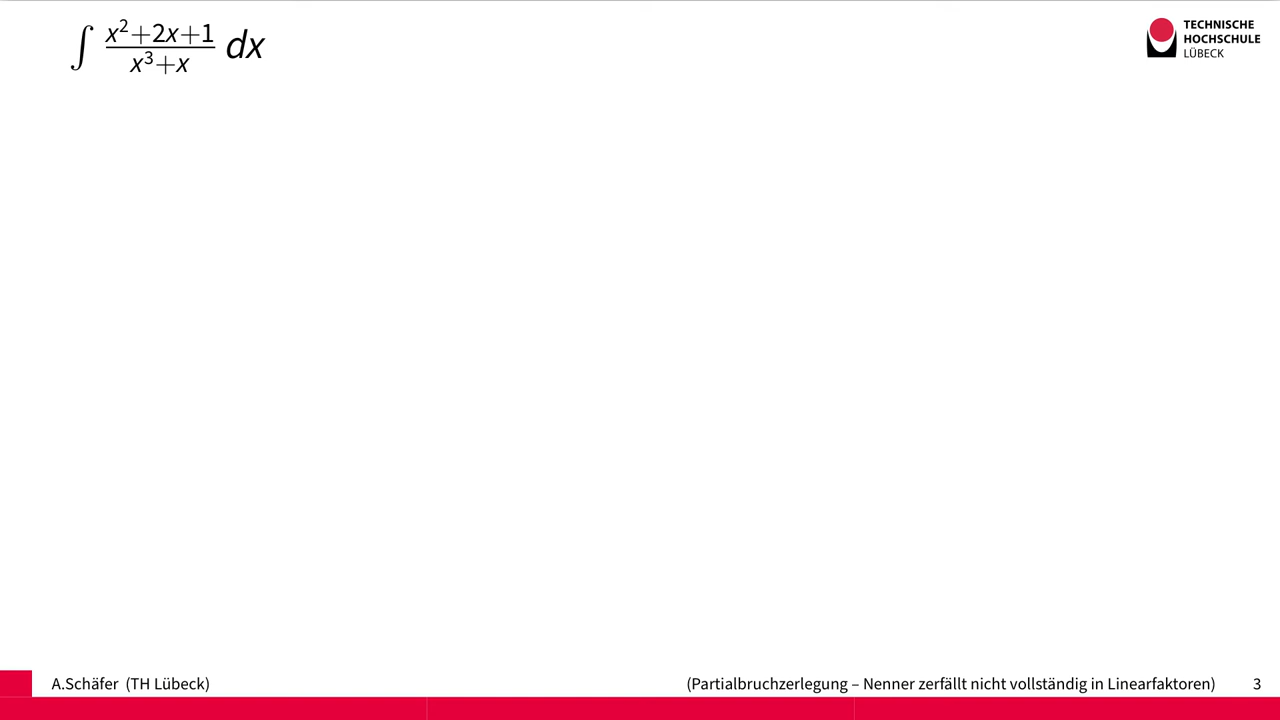 ∫ x²+2x+1 / x³+x dx
TECHNISCHE
HOCHSCHULE
LÜBECK
A.Schäfer (TH Lübeck)
(Partialbruchzerlegung – Nenner zerfällt nicht vollständig in Linearfaktoren)
3